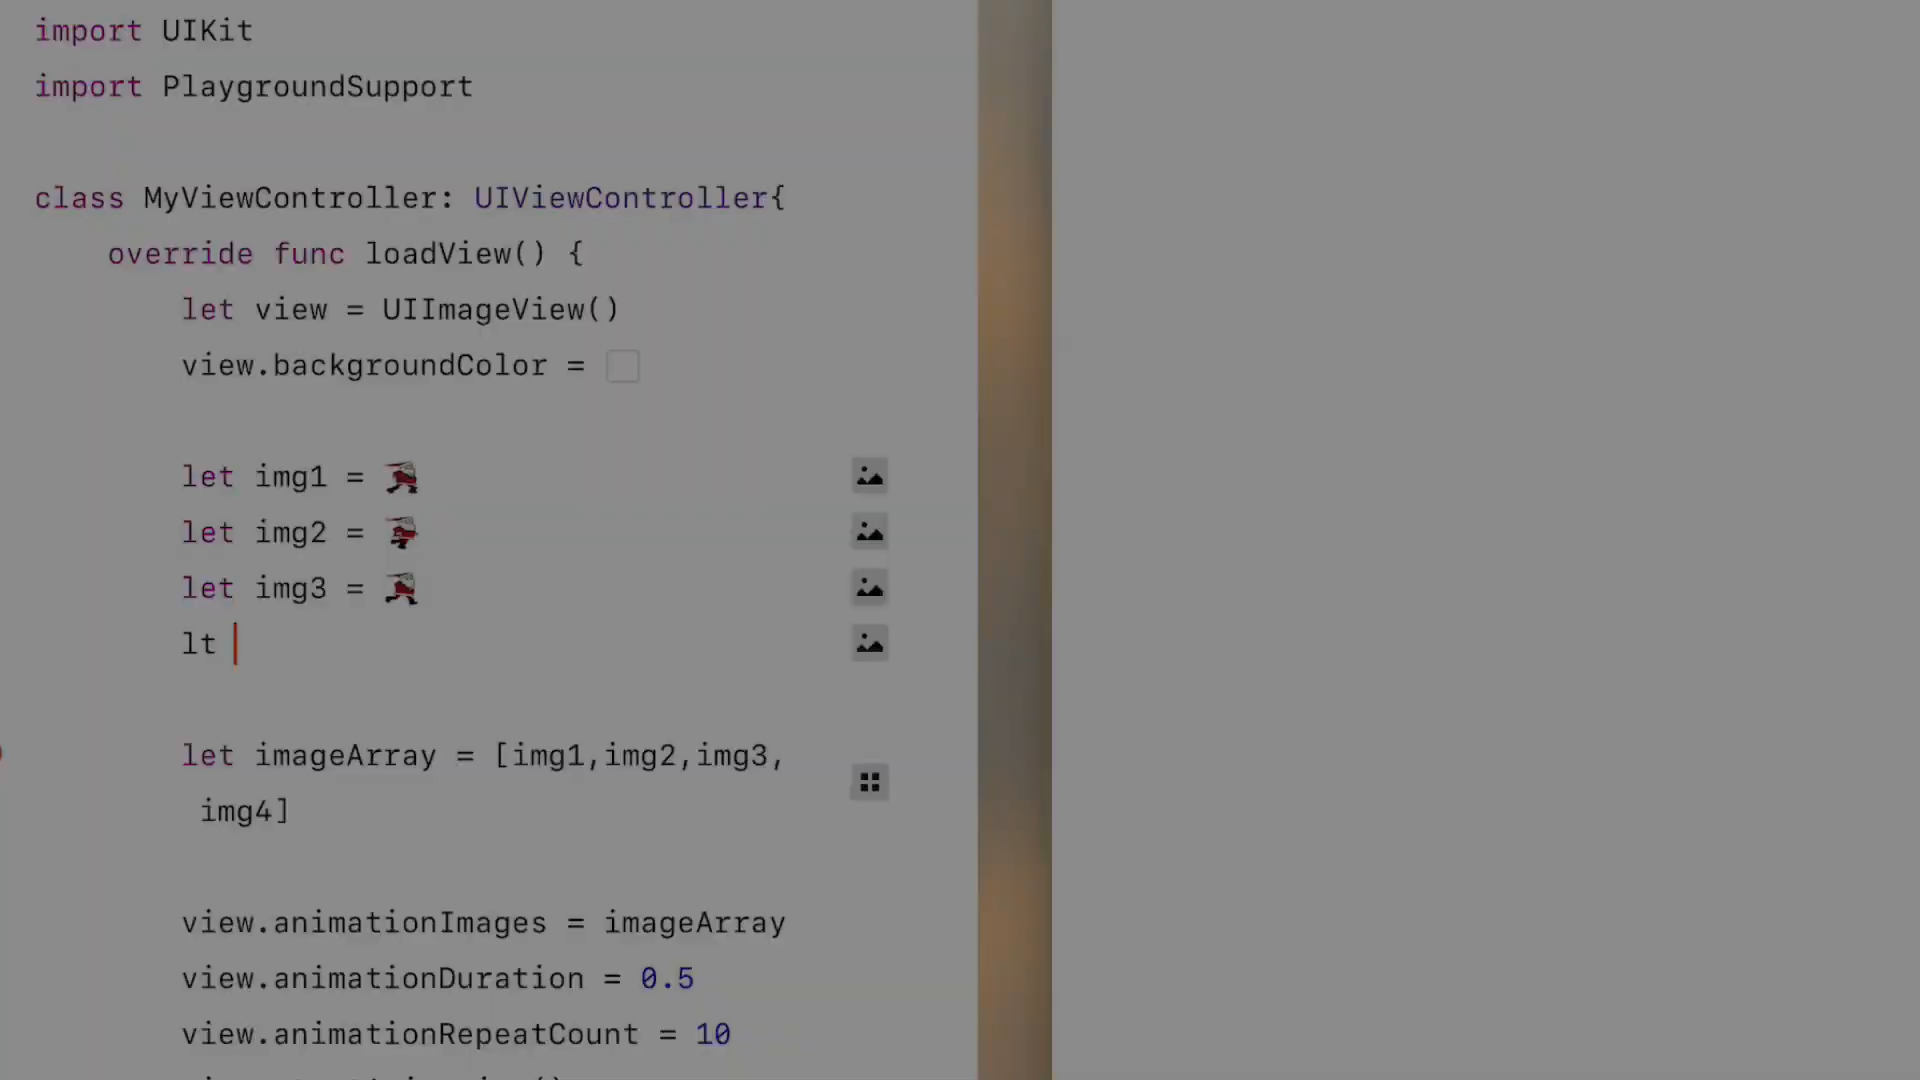 import UIKit
import PlaygroundSupport
class MyViewController: UIViewController{
override func loadView() {
let view = UIImageView()
view.backgroundColor =
let img1 =
let img2 =
let img3 =
lt
let imageArray = [img1,img2,img3,
img4]
view.animationImages = imageArray
view.animationDuration = 0.5
view.animationRepeatCount = 10